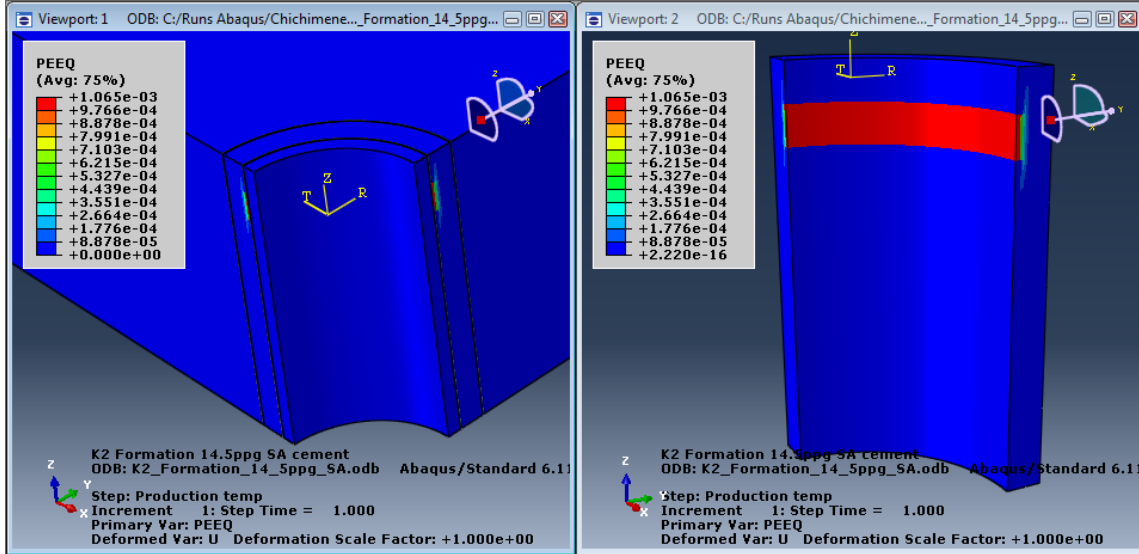 Viewport: 1 ODB: C:/Runs Abaqus/Chichimene..._Formation_14_5ppg...
PEEQ
(Avg: 75%)
+1.065e-03
+9.766e-04
+8.878e-04
+7.991e-04
+7.103e-04
+6.215e-04
+5.327e-04
+4.439e-04
+3.551e-04
+2.664e-04
+1.776e-04
+8.878e-05
+0.000e+00
Z
Y
X
Z
T
R
K2 Formation 14.5ppg SA cement
ODB: K2_Formation_14_5ppg_SA.odb Abaqus/Standard 6.11
Z
Y
X
Step: Production temp
Increment 1: Step Time = 1.000
Primary Var: PEEQ
Deformed Var: U Deformation Scale Factor: +1.000e+00
Viewport: 2 ODB: C:/Runs Abaqus/Chichimene..._Formation_14_5ppg...
PEEQ
(Avg: 75%)
+1.065e-03
+9.766e-04
+8.878e-04
+7.991e-04
+7.103e-04
+6.215e-04
+5.327e-04
+4.439e-04
+3.551e-04
+2.664e-04
+1.776e-04
+8.878e-05
+2.220e-16
Z
T
R
Z
Y
X
K2 Formation 14.5ppg SA cement
ODB: K2_Formation_14_5ppg_SA.odb Abaqus/Standard 6.11
Z
X
Step: Production temp
Increment 1: Step Time = 1.000
Primary Var: PEEQ
Deformed Var: U Deformation Scale Factor: +1.000e+00